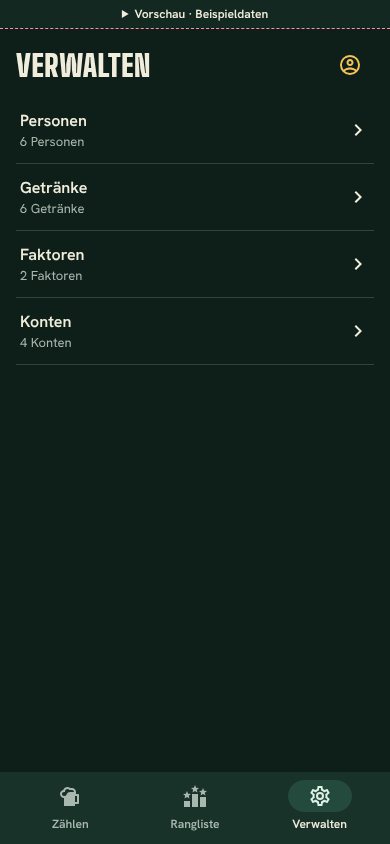 ▶ Vorschau · Beispieldaten
VERWALTEN
Personen
6 Personen
Getränke
6 Getränke
Faktoren
2 Faktoren
Konten
4 Konten
Zählen
Rangliste
Verwalten